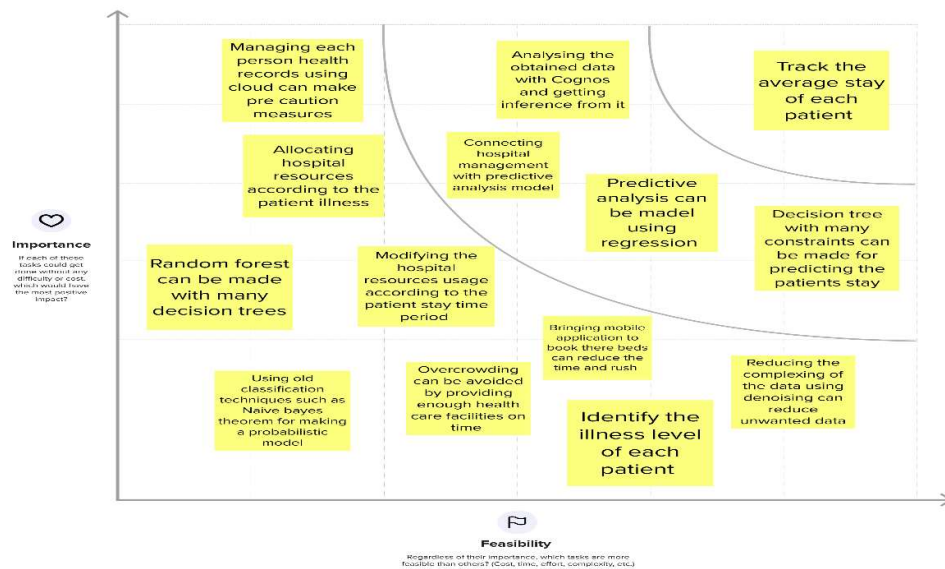 Managing each
person health
records using
cloud can make
pre caution
measures
Analysing the
obtained data
with Cognos
and getting
inference from it
Track the
average stay
of each
patient
Allocating
hospital
resources
according to the
patient illness
Connecting
hospital
management
with predictive
analysis model
Predictive
analysis can
be madel
using
regression
Decision tree
with many
constraints can
be made for
predicting the
patients stay
Importance
If each of these
tasks could get
done without any
difficulty or cost,
which would have
the most positive
impact?
Random forest
can be made
with many
decision trees
Modifying the
hospital
resources usage
according to the
patient stay time
period
Bringing mobile
application to
book there beds
can reduce the
time and rush
Using old
classification
techniques such as
Naive bayes
theorem for making
a probabilistic
model
Overcrowding
can be avoided
by providing
enough health
care facilities on
time
Identify the
illness level
of each
patient
Reducing the
complexing of
the data using
denoising can
reduce
unwanted data
Feasibility
Regardless of their importance, which tasks are more
feasible than others? (Cost, time, effort, complexity, etc.)